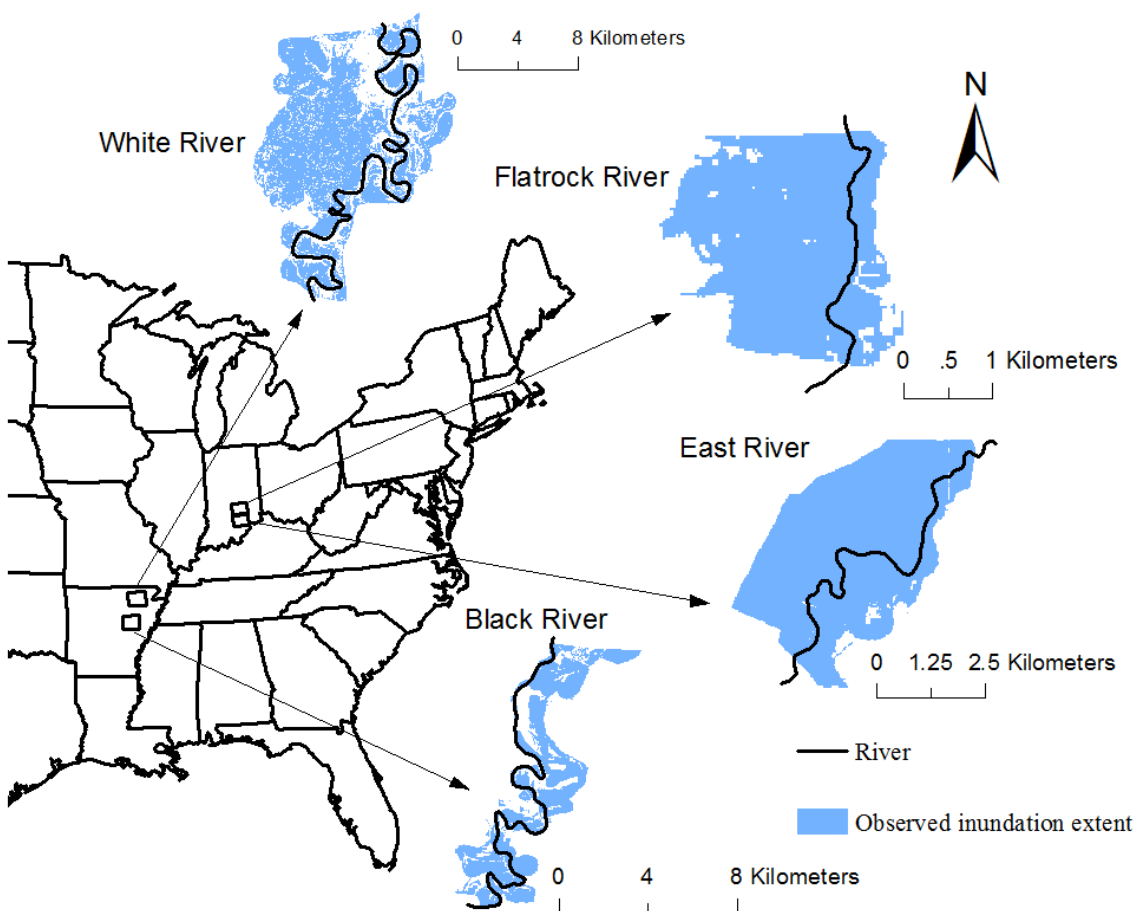 0 4 8 Kilometers
White River
N
Flatrock River
0 .5 1 Kilometers
East River
Black River
0 1.25 2.5 Kilometers
River
Observed inundation extent
0 4 8 Kilometers